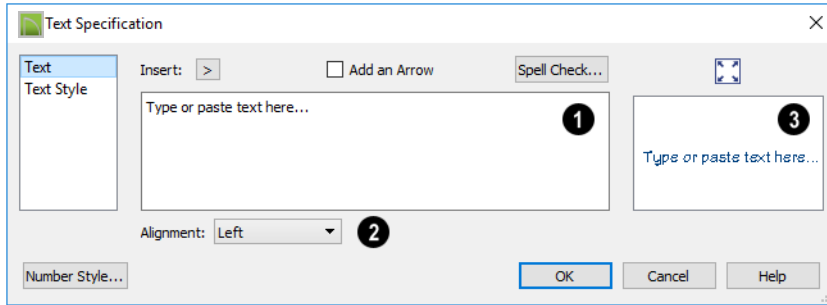 Text Specification
Text
Text Style
Insert: >
Add an Arrow
Spell Check...
Type or paste text here...
1
3
Type or paste text here...
Alignment: Left
2
Number Style...
OK
Cancel
Help